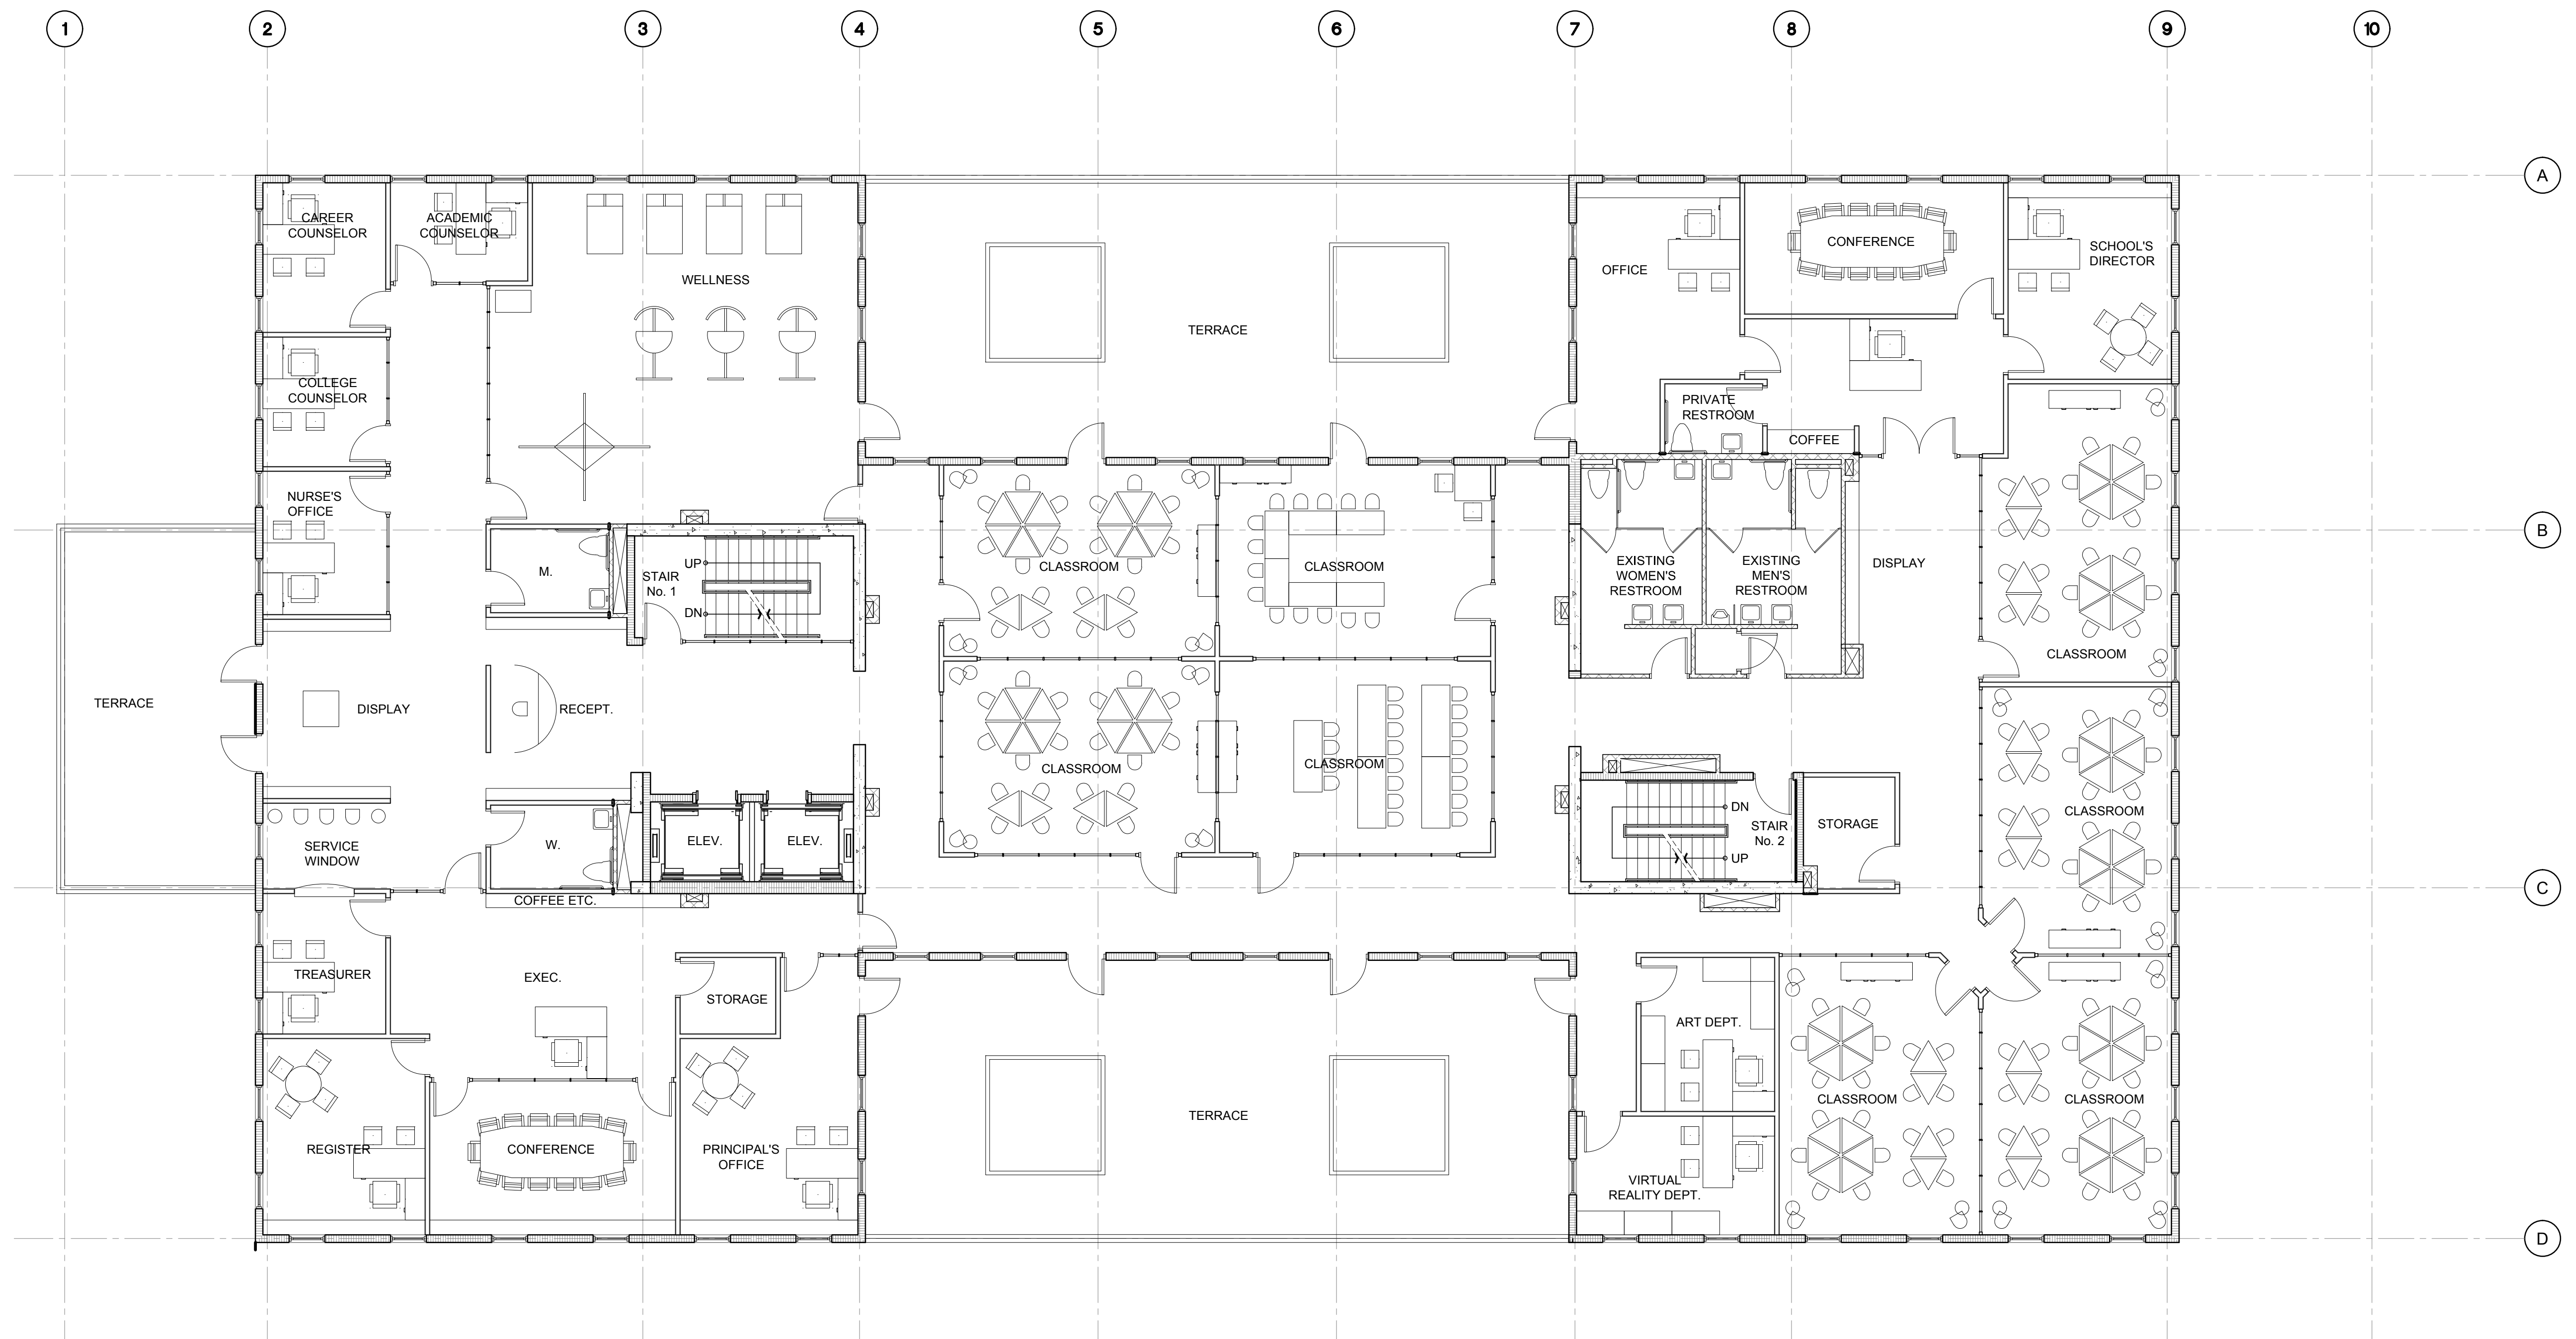 1
2
3
4
5
6
7
8
9
10
A
B
C
D
CAREER
COUNSELOR
ACADEMIC
COUNSELOR
WELLNESS
COLLEGE
COUNSELOR
NURSE'S
OFFICE
M.
STAIR
No. 1
UP
DN
TERRACE
DISPLAY
RECEPT.
SERVICE
WINDOW
W.
ELEV.
ELEV.
COFFEE ETC.
TREASURER
EXEC.
STORAGE
REGISTER
CONFERENCE
PRINCIPAL'S
OFFICE
TERRACE
CLASSROOM
CLASSROOM
CLASSROOM
CLASSROOM
TERRACE
OFFICE
CONFERENCE
SCHOOL'S
DIRECTOR
PRIVATE
RESTROOM
COFFEE
EXISTING
WOMEN'S
RESTROOM
EXISTING
MEN'S
RESTROOM
DISPLAY
CLASSROOM
CLASSROOM
DN
STAIR
No. 2
UP
STORAGE
ART DEPT.
VIRTUAL
REALITY DEPT.
CLASSROOM
CLASSROOM